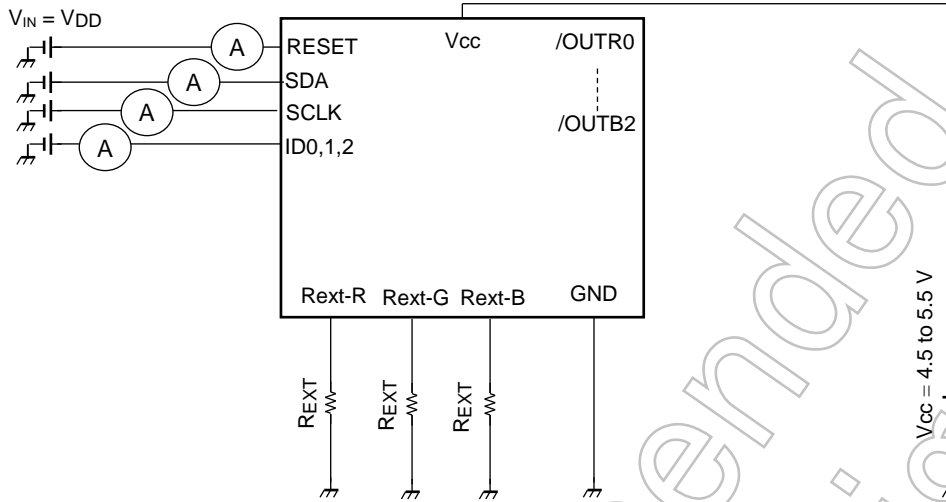 VIN = VDD
A
RESET
Vcc
/OUTR0
A
SDA
A
SCLK
/OUTB2
A
ID0,1,2
Rext-R
Rext-G
Rext-B
GND
REXT
REXT
REXT
Vcc = 4.5 to 5.5 V
ended